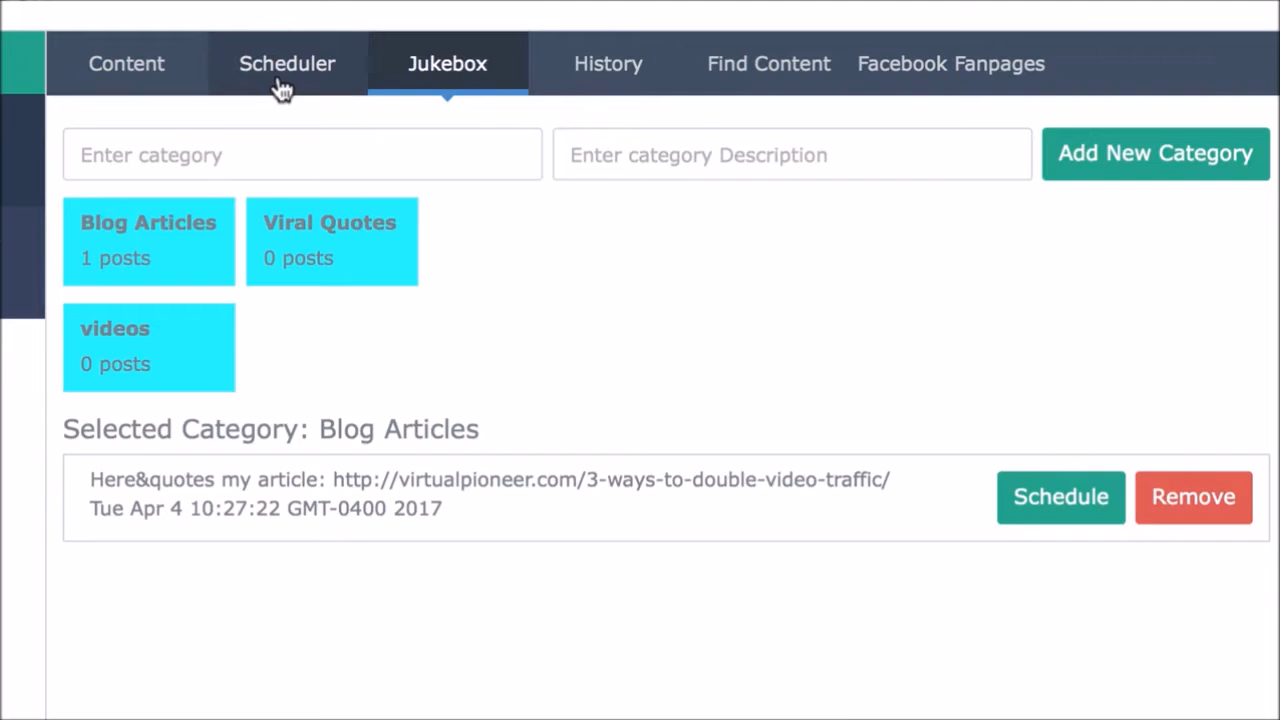 Content Scheduler Jukebox History Find Content Facebook Fanpages
Enter category Enter category Description Add New Category
Blog Articles Viral Quotes
1 posts 0 posts
videos
0 posts
Selected Category: Blog Articles
Here&quotes my article: http://virtualpioneer.com/3-ways-to-double-video-traffic/
Tue Apr 4 10:27:22 GMT-0400 2017
Schedule Remove